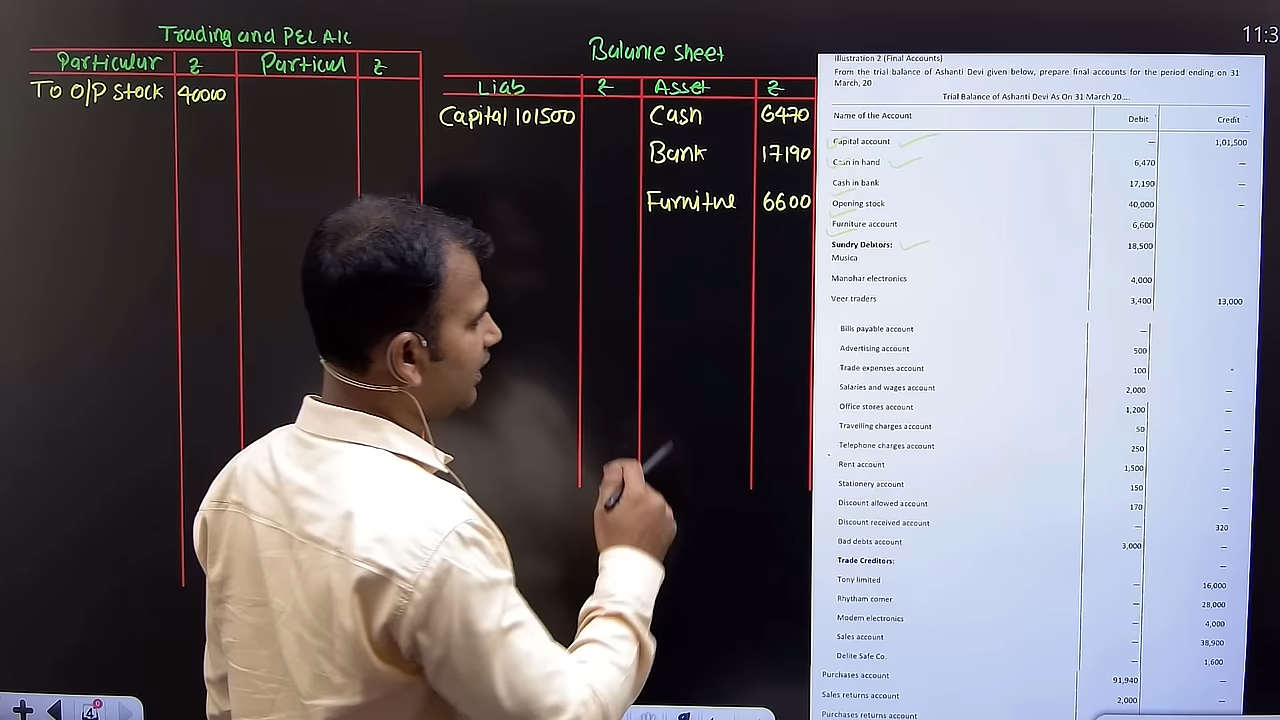 Trading and P&L A/c
Particular ₹ Particul ₹
To O/P Stock 40000
Balance sheet
Liab ₹ Asset ₹
Capital 101500 Cash 6470
Bank 17190
Furnitue 6600
11:3
Illustration 2 (Final Accounts)
From the trial balance of Ashanti Devi given below, prepare final accounts for the period ending on 31
March, 20
Trial Balance of Ashanti Devi As On 31 March 20....
Name of the Account Debit Credit
Capital account — 1,01,500
Cash in hand 6,470 —
Cash in bank 17,190 —
Opening stock 40,000 —
Furniture account 6,600
Sundry Debtors: 18,500
Musica
Manohar electronics 4,000
Veer traders 3,400 13,000
Bills payable account —
Advertising account 500
Trade expenses account 100
Salaries and wages account 2,000 —
Office stores account 1,200 —
Travelling charges account 50 —
Telephone charges account 250 —
Rent account 1,500 —
Stationery account 150 —
Discount allowed account 170 —
Discount received account — 320
Bad debts account 3,000 —
Trade Creditors: —
Tony limited — 16,000
Rhytham corner — 28,000
Modern electronics — 4,000
Sales account — 38,900
Delite Safe Co. — 1,600
Purchases account 91,940 —
Sales returns account 2,000 —
Purchases returns account